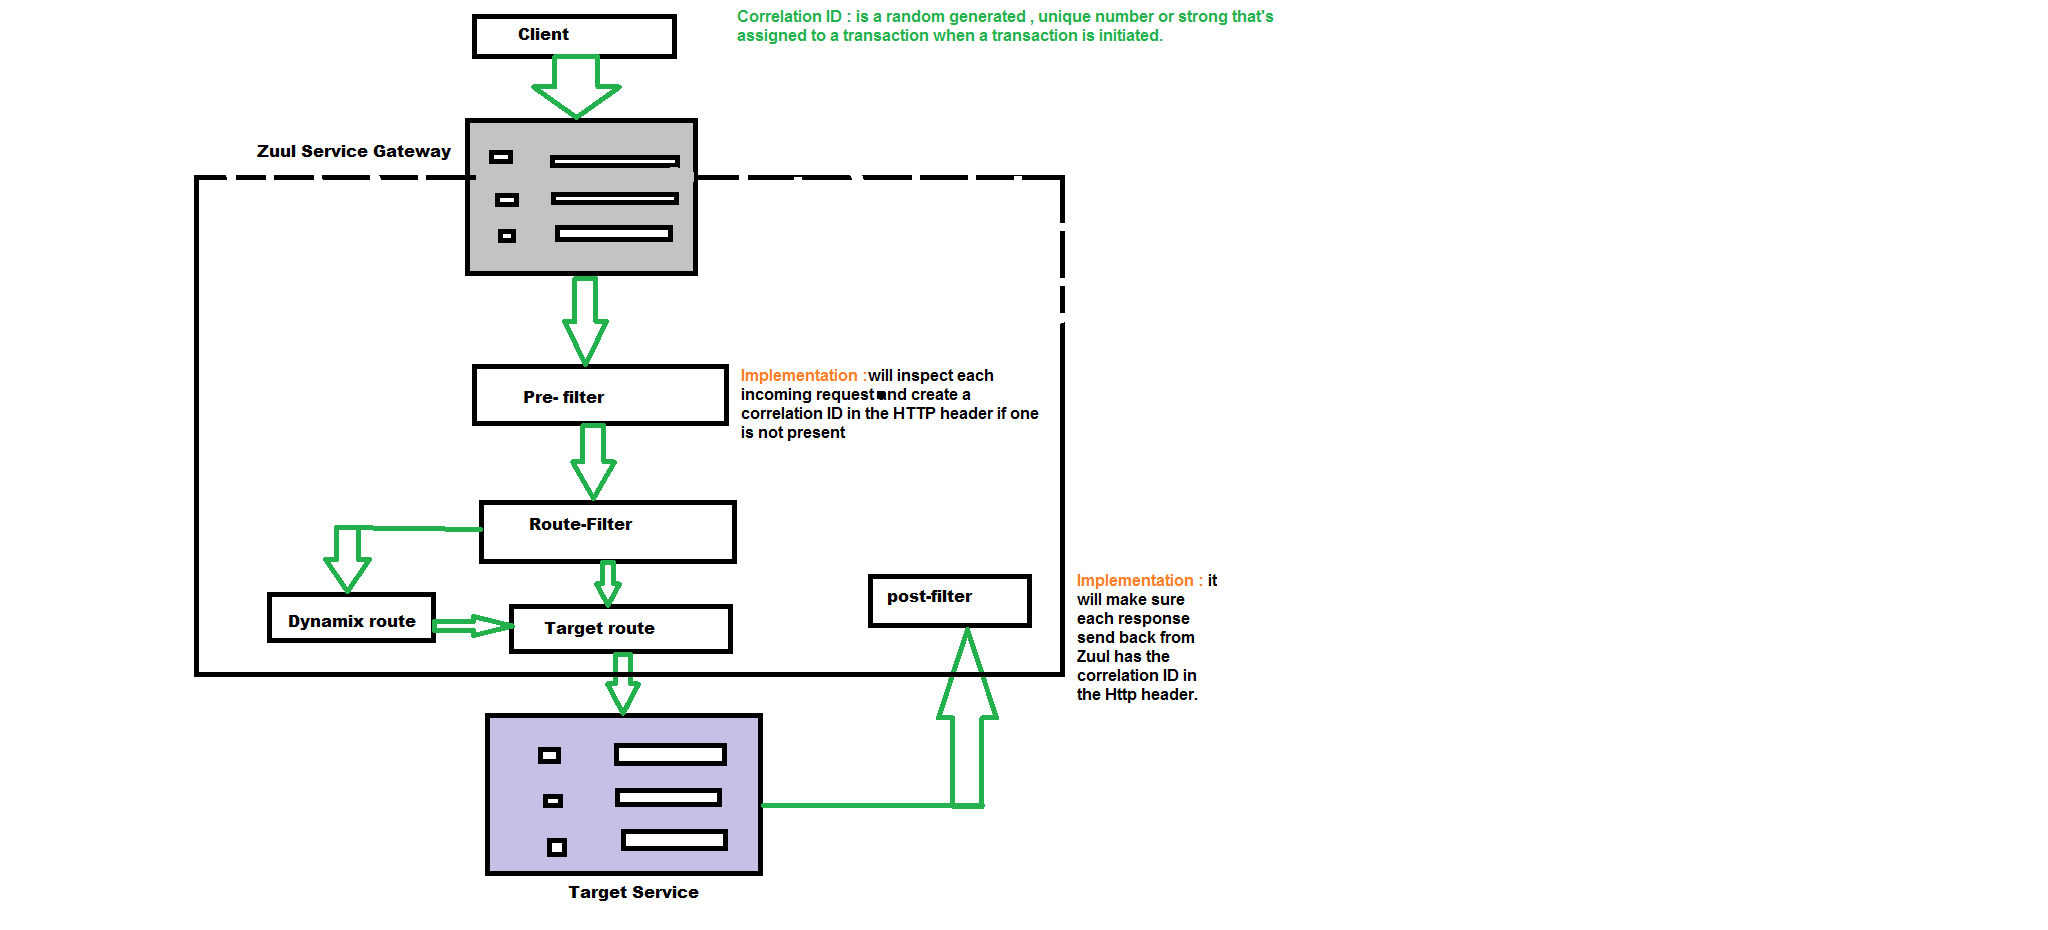 Correlation ID : is a random generated , unique number or strong that's
assigned to a transaction when a transaction is initiated.
Client
Zuul Service Gateway
Pre- filter
Implementation :will inspect each
incoming request and create a
correlation ID in the HTTP header if one
is not present
Route-Filter
Dynamix route
Target route
post-filter
Implementation : it
will make sure
each response
send back from
Zuul has the
correlation ID in
the Http header.
Target Service